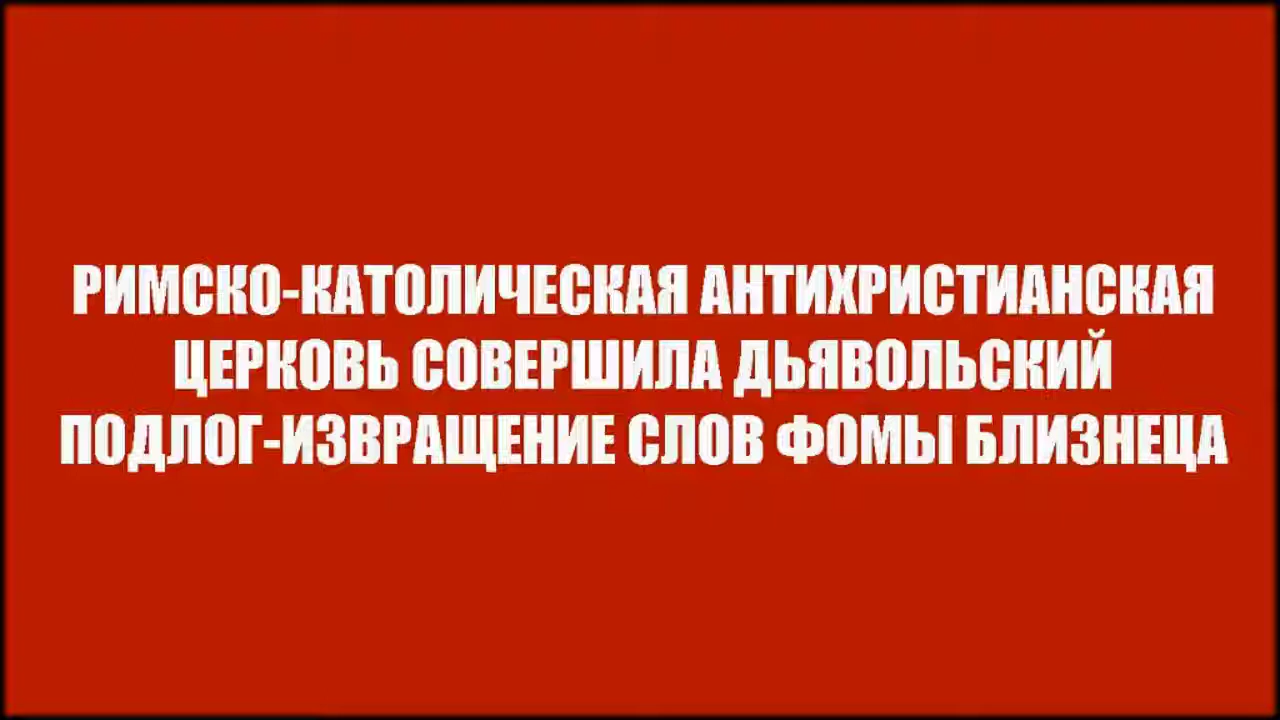 РИМСКО-КАТОЛИЧЕСКАЯ АНТИХРИСТИАНСКАЯ
ЦЕРКОВЬ СОВЕРШИЛА ДЬЯВОЛЬСКИЙ
ПОДЛОГ-ИЗВРАЩЕНИЕ СЛОВ ФОМЫ БЛИЗНЕЦА